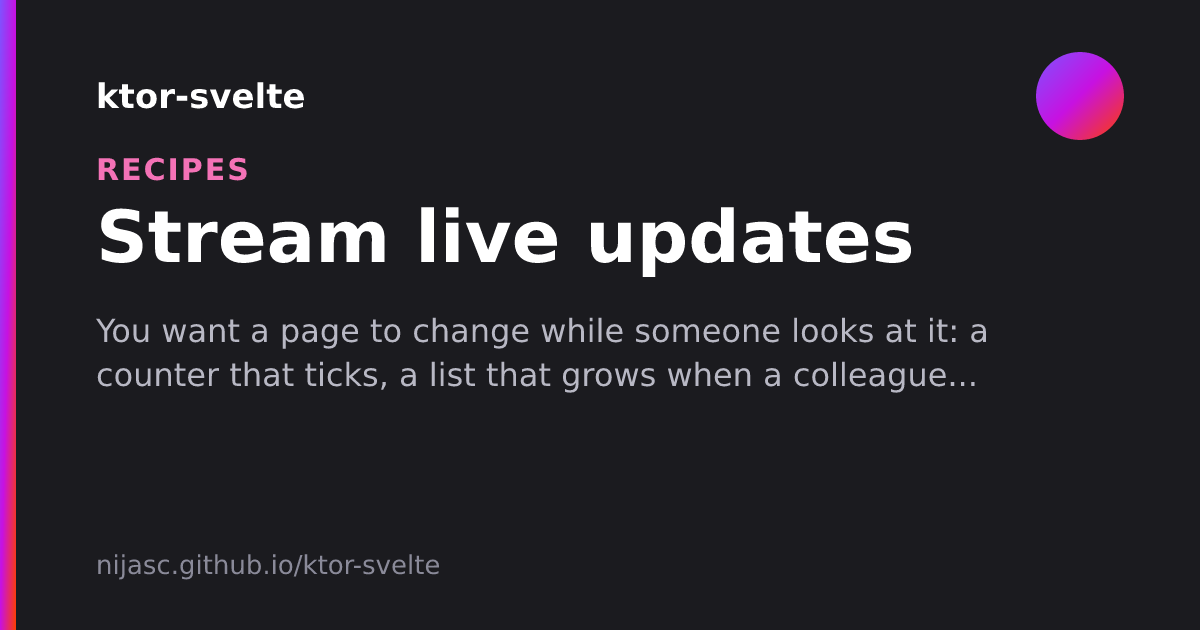 ktor-svelte
RECIPES
Stream live updates
You want a page to change while someone looks at it: a
counter that ticks, a list that grows when a colleague...
nijasc.github.io/ktor-svelte